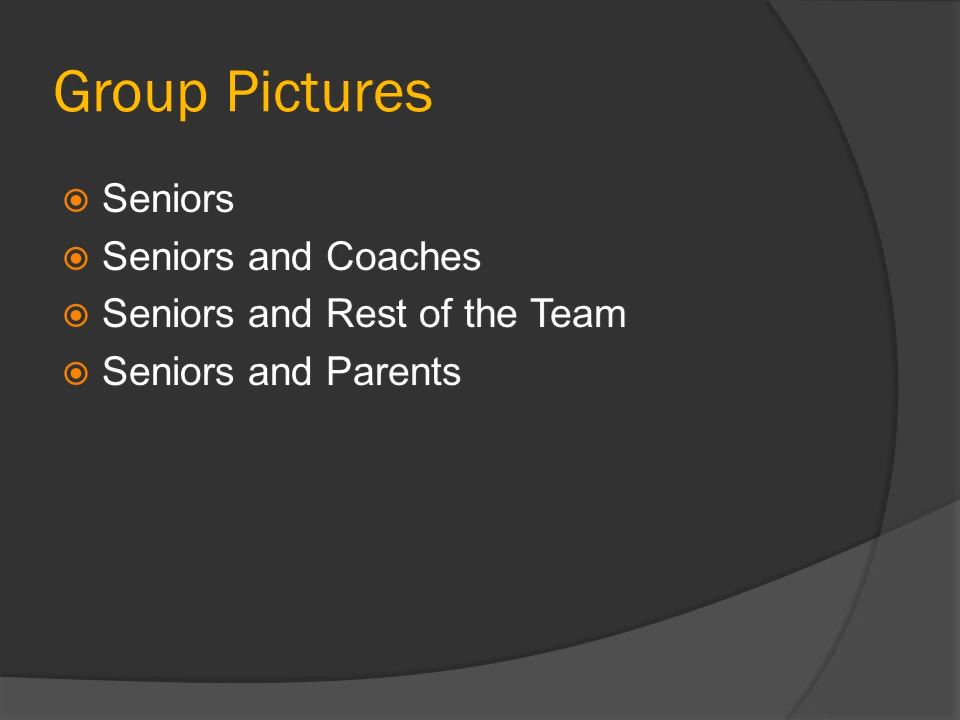 Group Pictures
Seniors
Seniors and Coaches
Seniors and Rest of the Team
Seniors and Parents